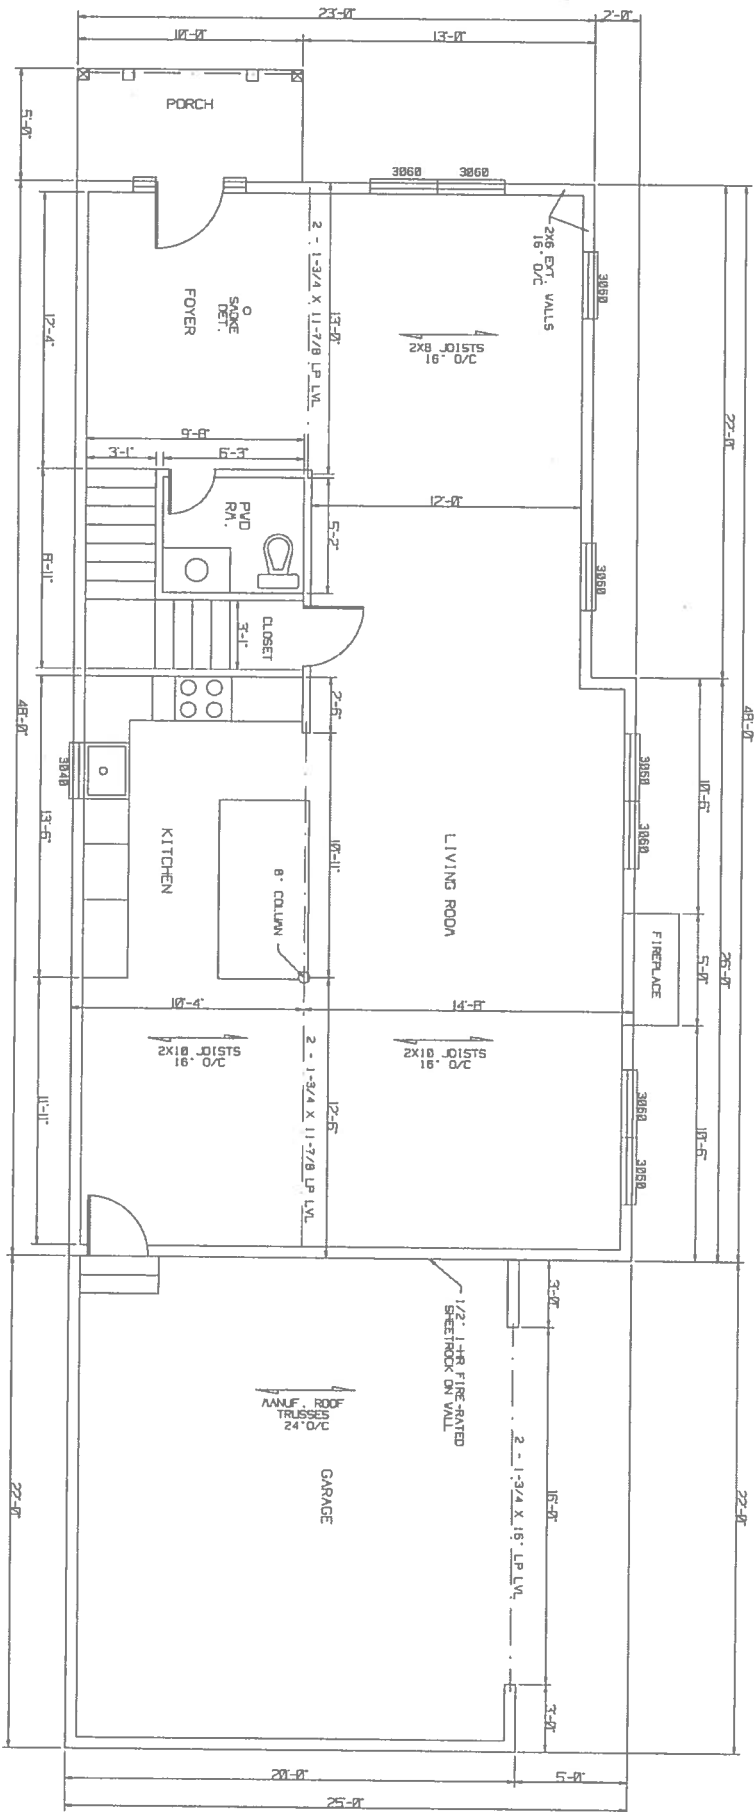 23'-0"
2'-0"
10'-0"
13'-0"
PORCH
5'-0"
3060
3060
2X6 EXT. WALLS
16" O/C
3060
2 - 1-3/4 X 11-7/8 LP LVL
SMOKE
DET.
FOYER
13'-0"
2X8 JOISTS
16" O/C
12'-4"
22'-0"
9'-8"
3'-1"
6'-3"
PWD
RM.
5'-2"
12'-0"
3060
8'-11"
CLOSET
3'-1"
2'-6"
48'-0"
48'-0"
3040
3060
3060
10'-6"
13'-6"
KITCHEN
10'-11"
LIVING ROOM
8" COLUMN
FIREPLACE
5'-0"
26'-0"
10'-4"
14'-8"
2X10 JOISTS
16" O/C
2X10 JOISTS
16" O/C
2 - 1-3/4 X 11-7/8 LP LVL
12'-6"
3060
3060
10'-6"
11'-11"
3'-0"
1/2" 1-HR FIRE-RATED
SHEETROCK ON WALL
MANUF. ROOF
TRUSSES
24"O/C
GARAGE
2 - 1-3/4 X 16" LP LVL
16'-0"
22'-0"
22'-0"
3'-0"
20'-0"
5'-0"
25'-0"